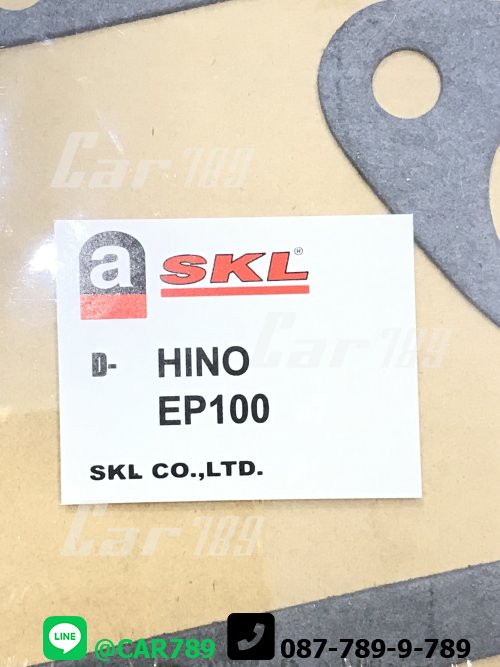 Car789
a SKL®
Car789
D- HINO
EP100
SKL CO.,LTD.
Car789
LINE @CAR789 087-789-9-789